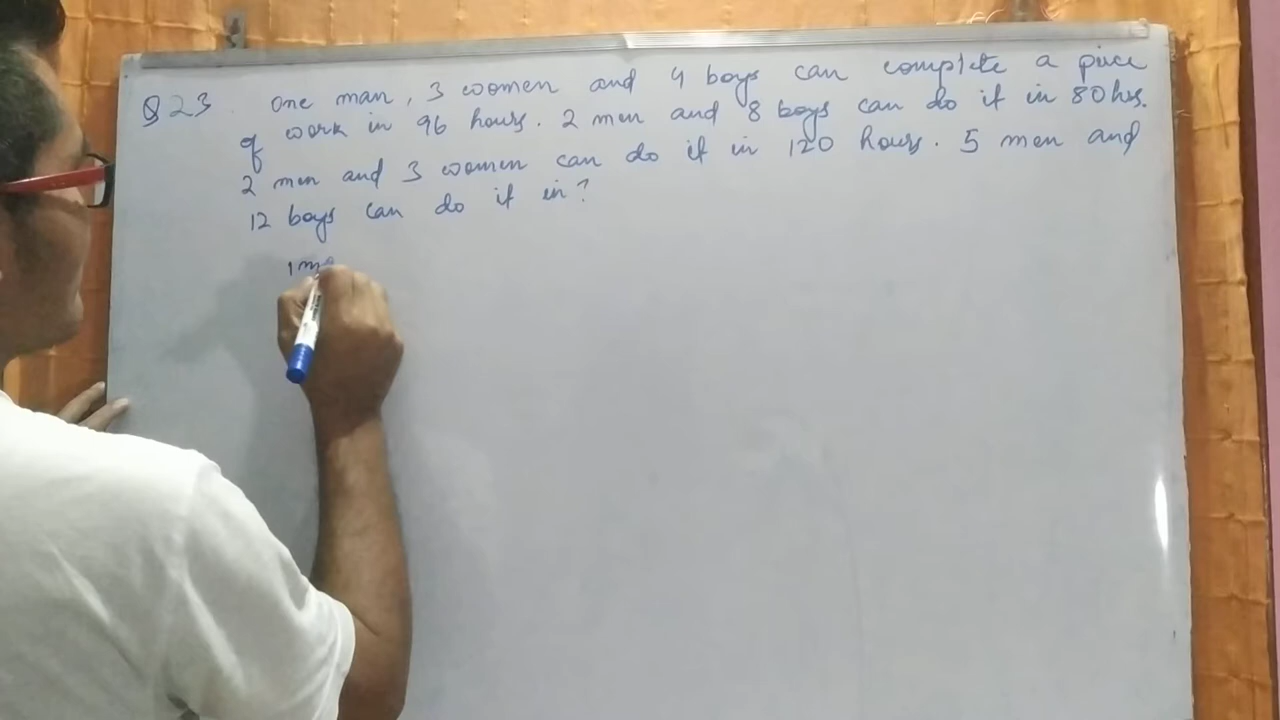 Q 23. One man, 3 women and 4 boys can complete a piece
of work in 96 hours. 2 men and 8 boys can do it in 80 hrs.
2 men and 3 women can do it in 120 hours. 5 men and
12 boys can do it in?
1 m